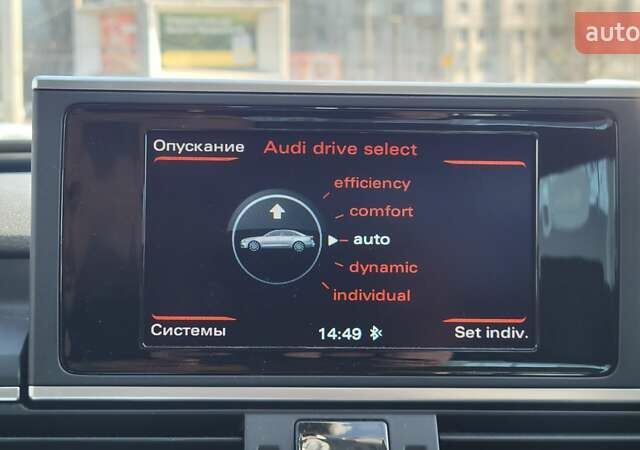 auto
Опускание
Audi drive select
efficiency
comfort
auto
dynamic
individual
Системы
14:49
Set indiv.